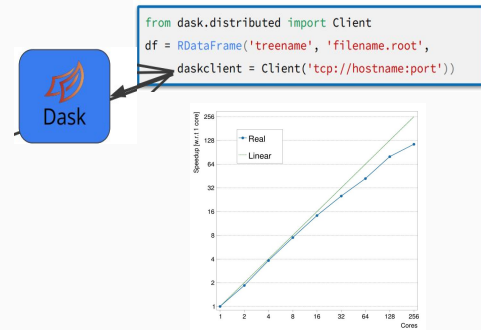 from dask.distributed import Client
df = RDataFrame('treename', 'filename.root',
daskclient = Client('tcp://hostname:port'))
Dask
Speedup [w.r.t 1 core]
256
128
64
32
16
8
4
2
1
Real
Linear
1 2 4 8 16 32 64 128 256
Cores